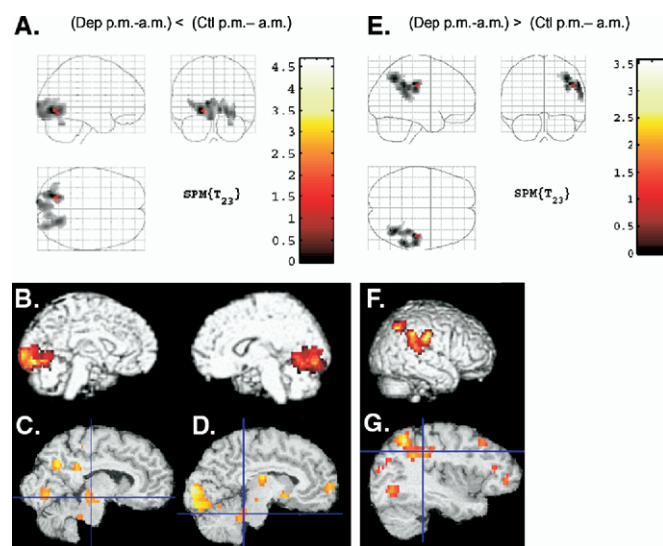 A. (Dep p.m.-a.m.) < (Ctl p.m.– a.m.)
E. (Dep p.m.-a.m.) > (Ctl p.m.– a.m.)
4.5
4
3.5
3
2.5
2
1.5
1
0.5
0
SPM{T23}
3.5
3
2.5
2
1.5
1
0.5
0
SPM{T23}
B.
F.
C.
D.
G.